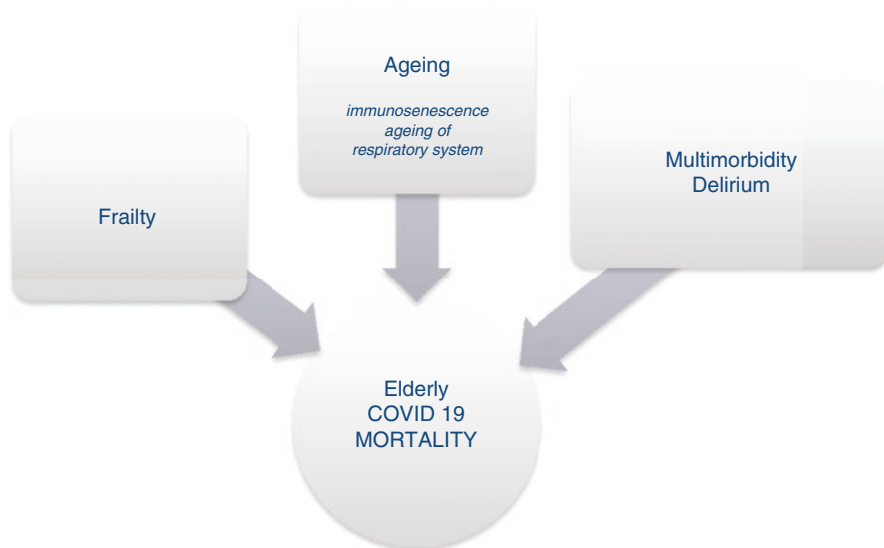 Frailty
Ageing
immunosenescence
ageing of
respiratory system
Multimorbidity
Delirium
Elderly
COVID 19
MORTALITY